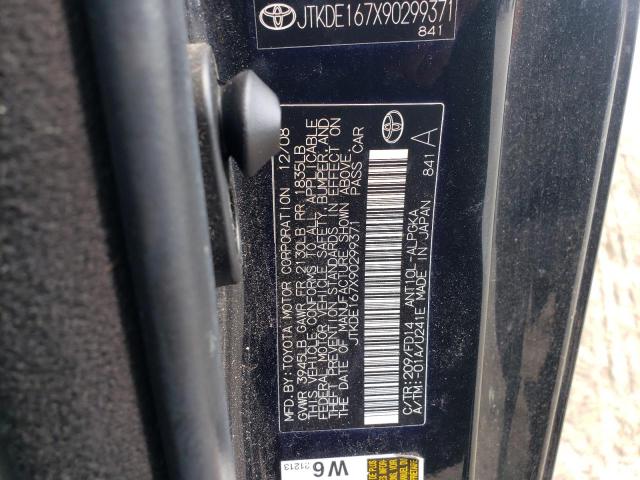 JTKDE167X90299371
841
MFD.BY:TOYOTA MOTOR CORPORATION 12/08
GVWR 3945LB GAWR FR 2130LB RR 1835LB
THIS VEHICLE CONFORMS TO ALL APPLICABLE
FEDERAL MOTOR VEHICLE SAFETY, BUMPER, AND
THEFT PREVENTION STANDARDS IN EFFECT ON
THE DATE OF MANUFACTURE SHOWN ABOVE.
JTKDE167X90299371 PASS CAR
C/TR:209/FD14 ANT10L-ALPGKA
A/TM:-01A/U241E MADE IN JAPAN
841 A
W6